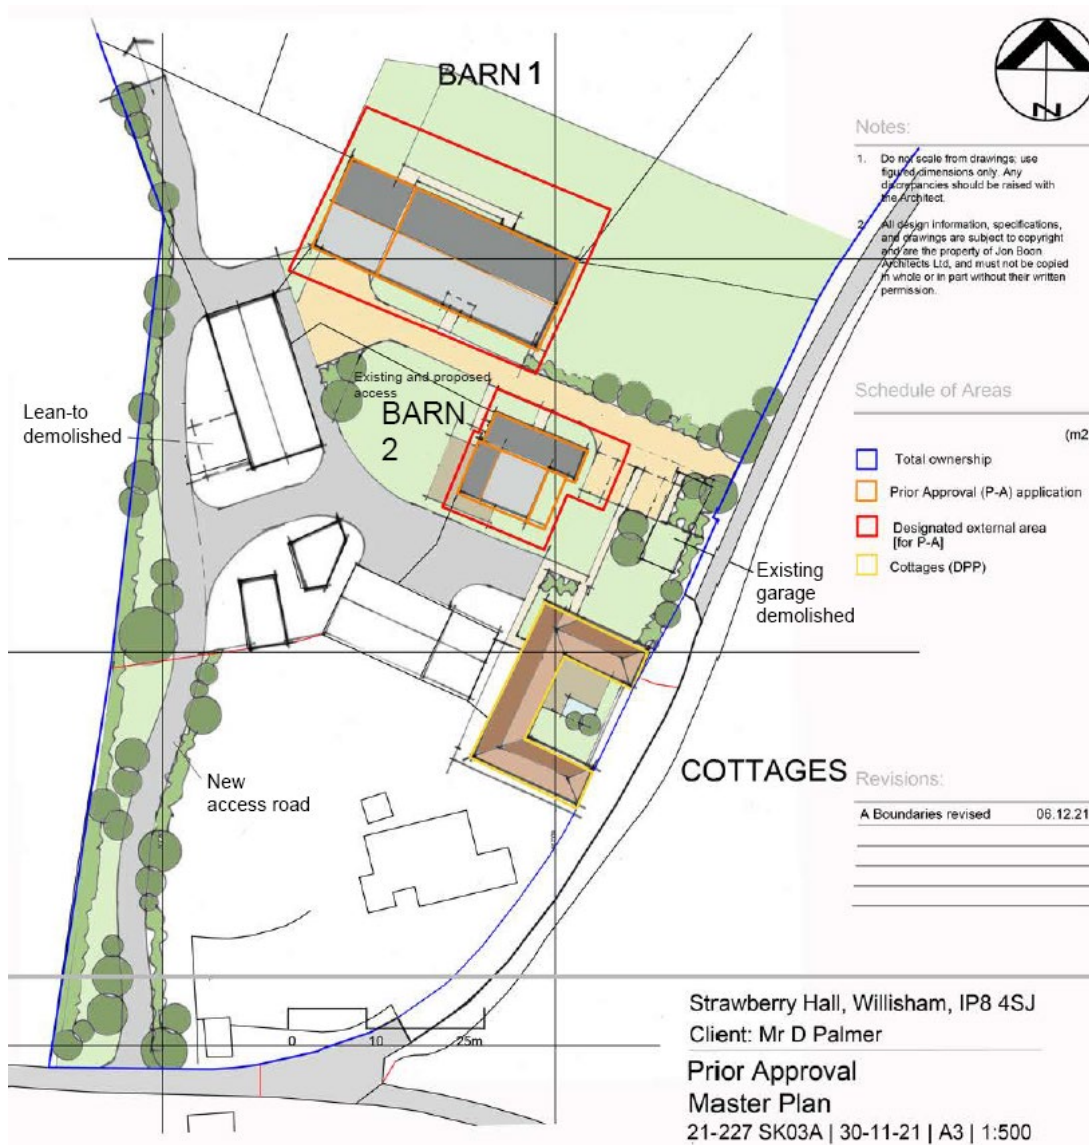 BARN 1
N
Notes:
1. Do not scale from drawings; use
figured dimensions only. Any
discrepancies should be raised with
the Architect.
2 All design information, specifications,
and drawings are subject to copyright
and are the property of Jon Boon
Architects Ltd, and must not be copied
in whole or in part without their written
permission.
Existing and proposed
access
BARN
2
Lean-to
demolished
Schedule of Areas
(m2
Total ownership
Prior Approval (P-A) application
Designated external area
[for P-A]
Cottages (DPP)
Existing
garage
demolished
New
access road
COTTAGES
Revisions:
A Boundaries revised 06.12.21
0 10 25m
Strawberry Hall, Willisham, IP8 4SJ
Client: Mr D Palmer
Prior Approval
Master Plan
21-227 SK03A | 30-11-21 | A3 | 1:500